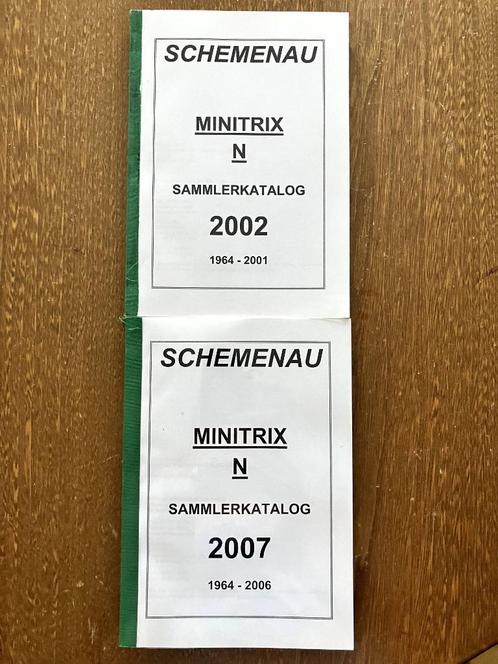 SCHEMENAU
MINITRIX
N
SAMMLERKATALOG
2002
1964 - 2001
SCHEMENAU
MINITRIX
N
SAMMLERKATALOG
2007
1964 - 2006